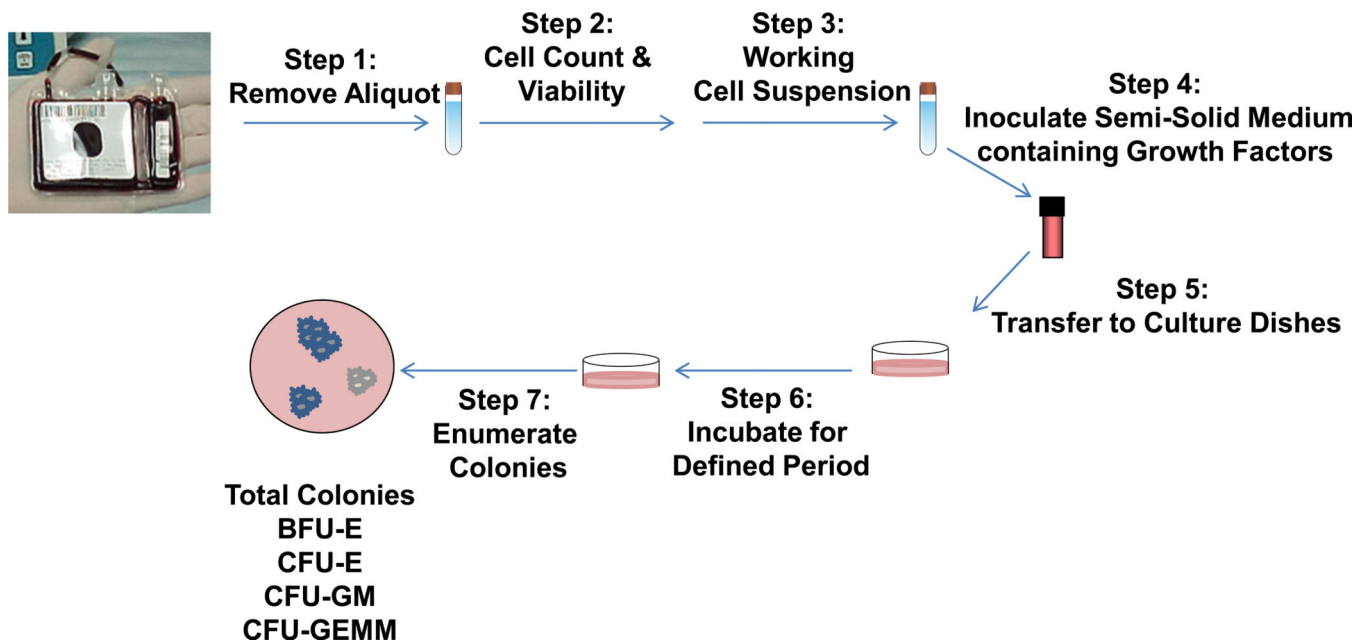 Step 1:
Remove Aliquot
Step 2:
Cell Count &
Viability
Step 3:
Working
Cell Suspension
Step 4:
Inoculate Semi-Solid Medium
containing Growth Factors
Step 5:
Transfer to Culture Dishes
Step 6:
Incubate for
Defined Period
Step 7:
Enumerate
Colonies
Total Colonies
BFU-E
CFU-E
CFU-GM
CFU-GEMM